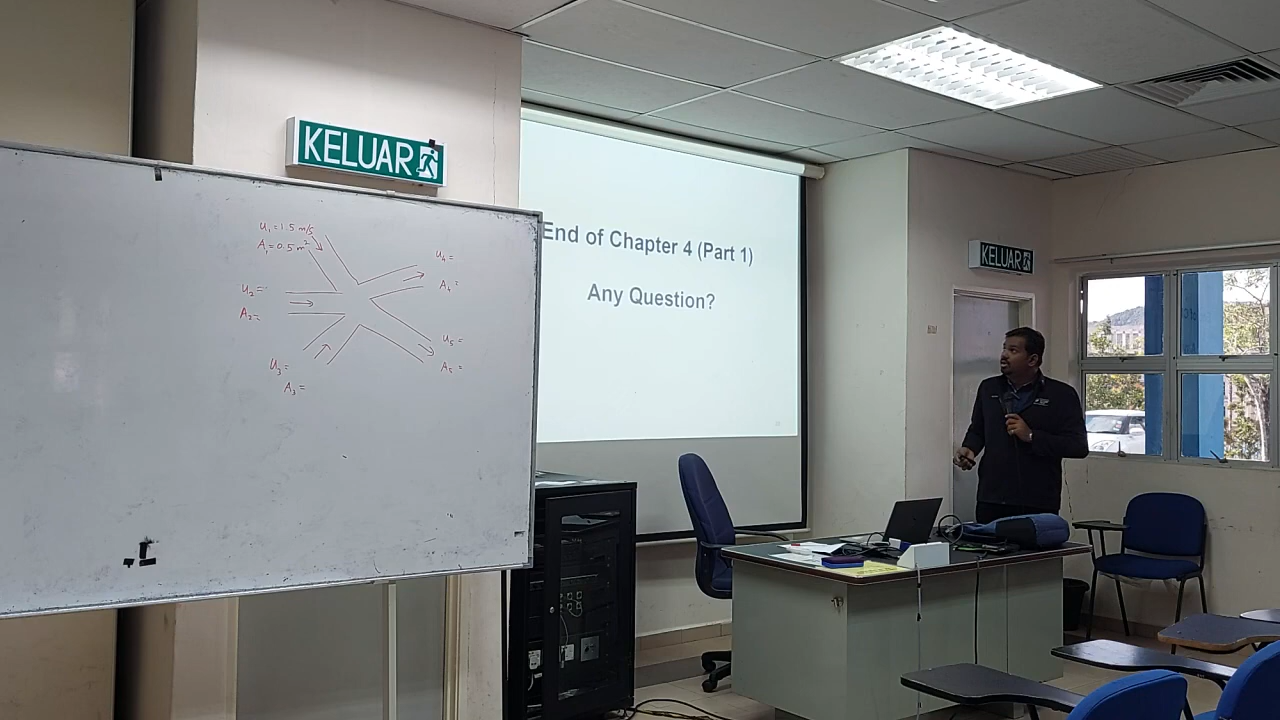 KELUAR
u₁=1.5 m/s
A₁=0.5 m²
u₂=
A₂=
u₃=
A₃=
u₄=
A₄=
u₅=
A₅=
End of Chapter 4 (Part 1)
Any Question?
KELUAR